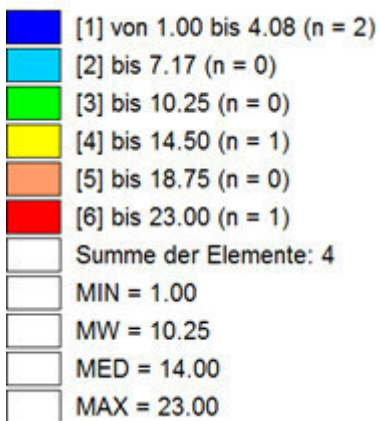 [1] von 1.00 bis 4.08 (n = 2)
[2] bis 7.17 (n = 0)
[3] bis 10.25 (n = 0)
[4] bis 14.50 (n = 1)
[5] bis 18.75 (n = 0)
[6] bis 23.00 (n = 1)
Summe der Elemente: 4
MIN = 1.00
MW = 10.25
MED = 14.00
MAX = 23.00